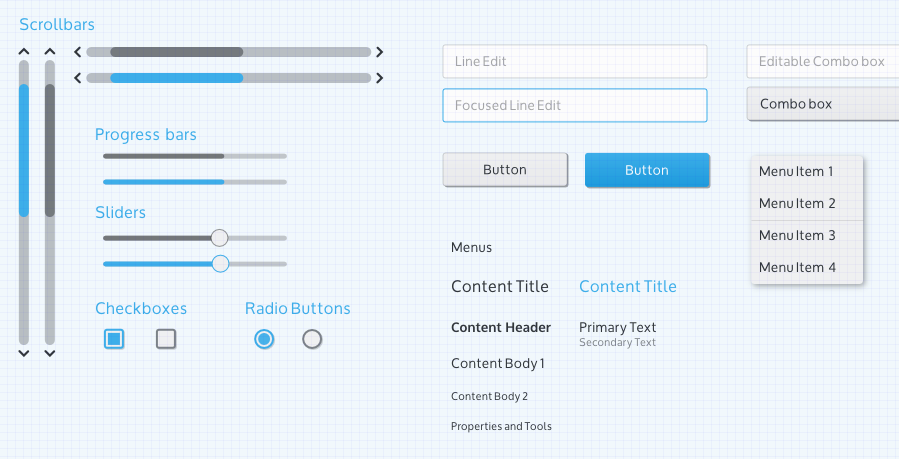 Scrollbars
Progress bars
Sliders
Checkboxes
Radio Buttons
Line Edit
Focused Line Edit
Button
Button
Editable Combo box
Combo box
Menu Item 1
Menu Item 2
Menu Item 3
Menu Item 4
Menus
Content Title
Content Title
Content Header
Primary Text
Secondary Text
Content Body 1
Content Body 2
Properties and Tools